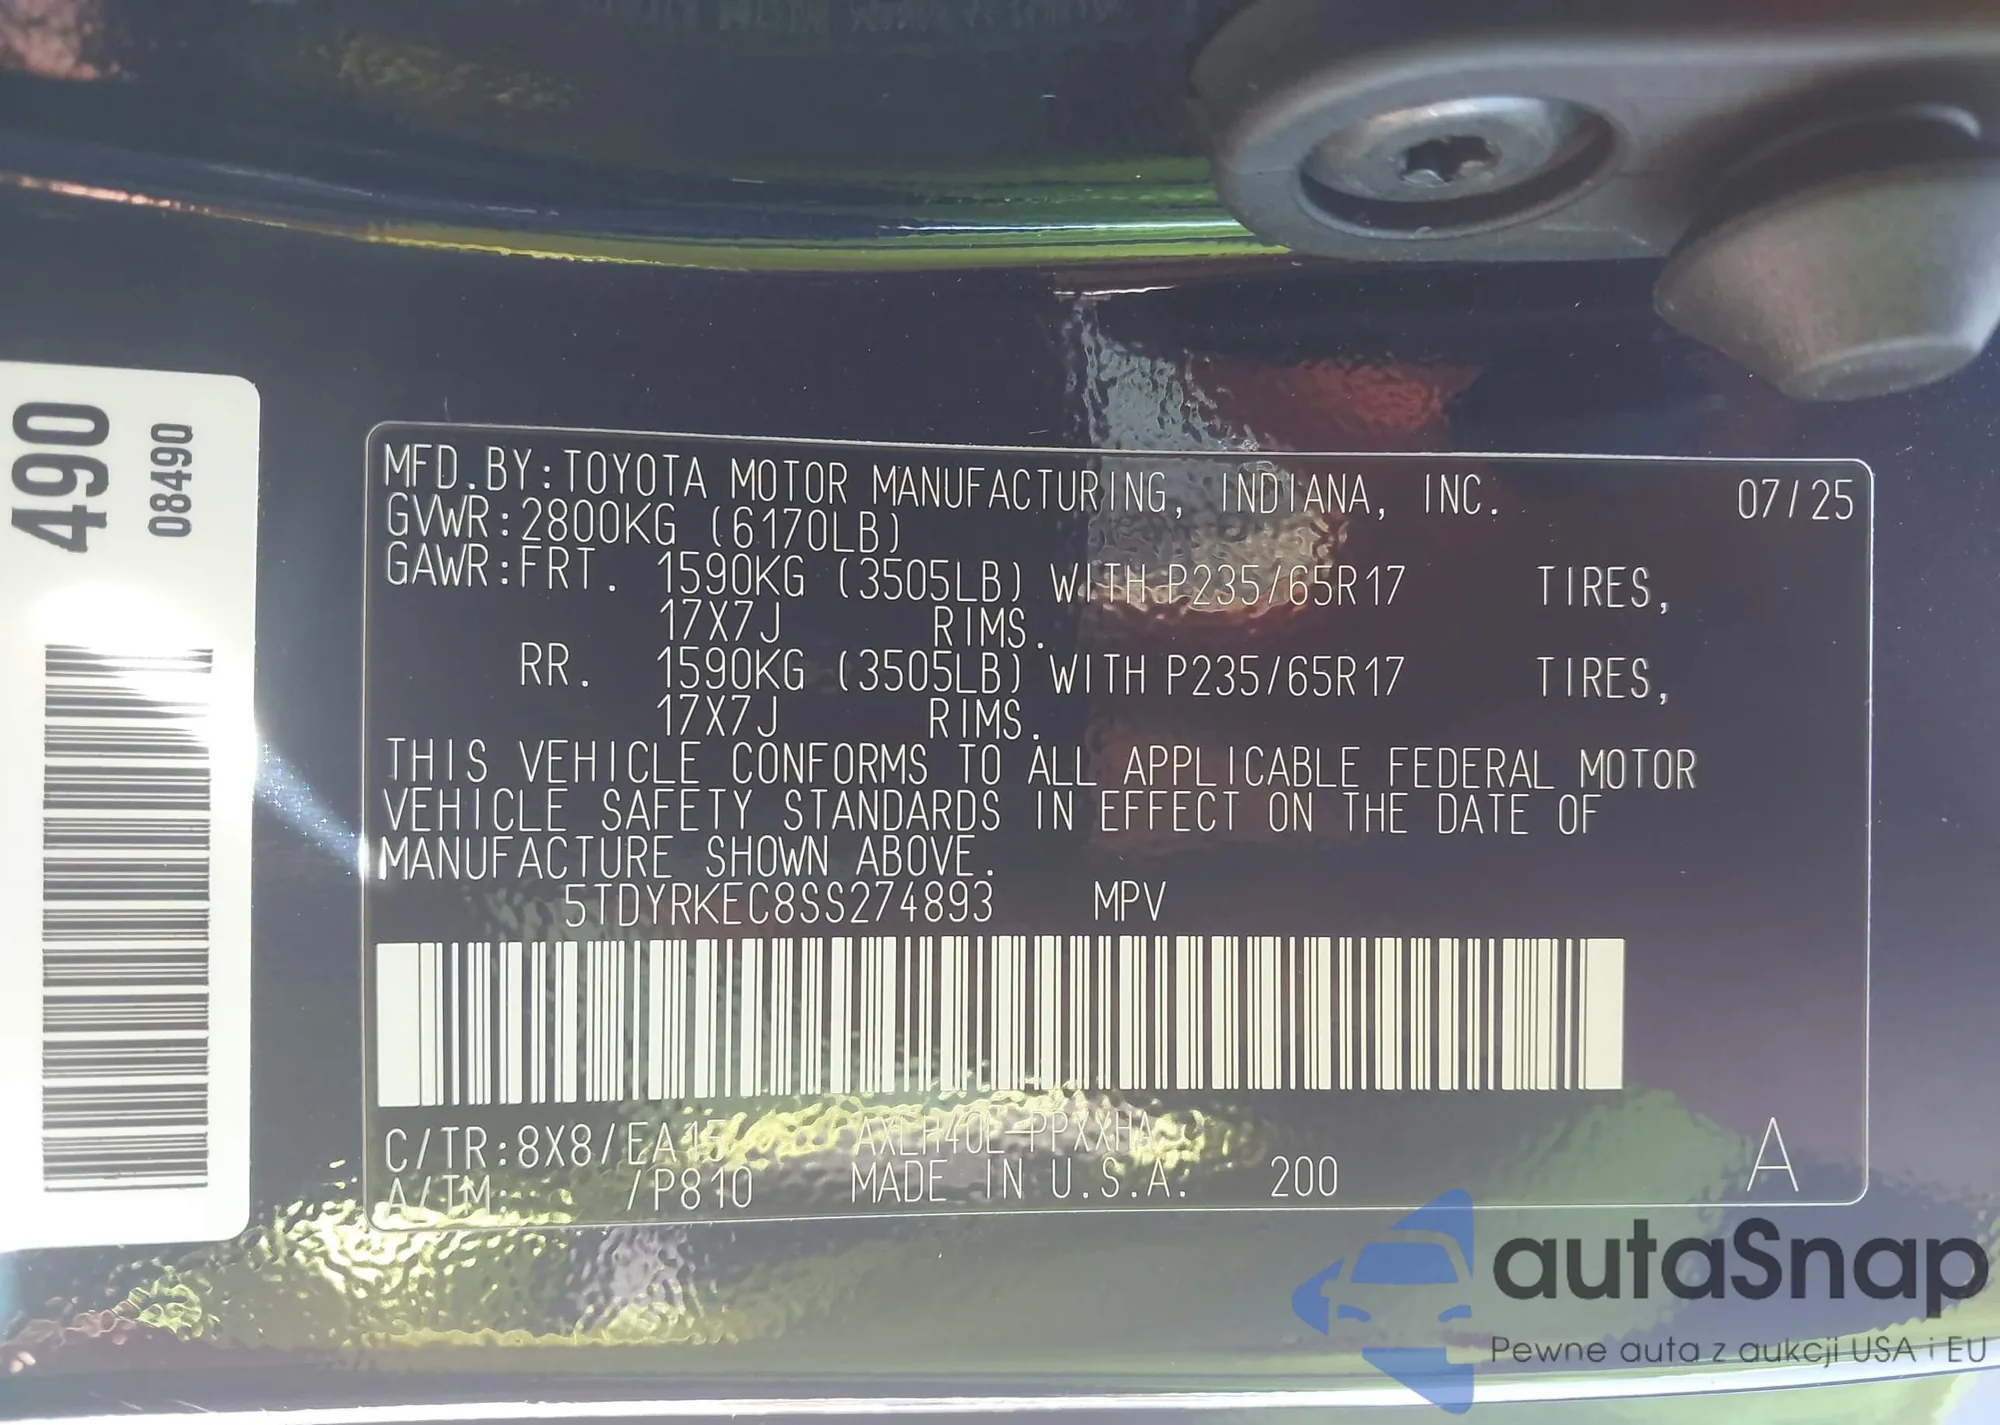 490
08490
MFD.BY:TOYOTA MOTOR MANUFACTURING, INDIANA, INC. 07/25
GVWR:2800KG (6170LB)
GAWR:FRT. 1590KG (3505LB) WITH P235/65R17 TIRES,
17X7J RIMS.
RR. 1590KG (3505LB) WITH P235/65R17 TIRES,
17X7J RIMS.
THIS VEHICLE CONFORMS TO ALL APPLICABLE FEDERAL MOTOR
VEHICLE SAFETY STANDARDS IN EFFECT ON THE DATE OF
MANUFACTURE SHOWN ABOVE.
5TDYRKEC8SS274893 MPV
C/TR:8X8/EA15 AXLH40L-PPXXHA
A/TM: /P810 MADE IN U.S.A. 200 A
autaSnap
Pewne auta z aukcji USA i EU